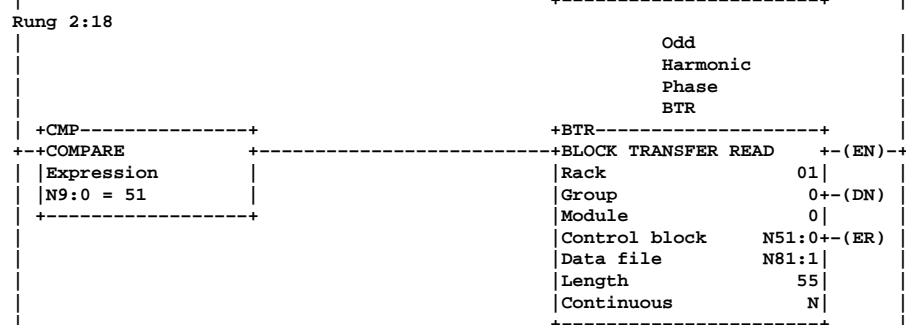 Rung 2:18
Odd
Harmonic
Phase
BTR
+CMP---------------+ +BTR--------------------+
+-+COMPARE +--------------------------+BLOCK TRANSFER READ +-(EN)-+
| |Expression | |Rack 01| |
| |N9:0 = 51 | |Group 0+-(DN) |
| +------------------+ |Module 0| |
| |Control block N51:0+-(ER) |
| |Data file N81:1| |
| |Length 55| |
| |Continuous N| |